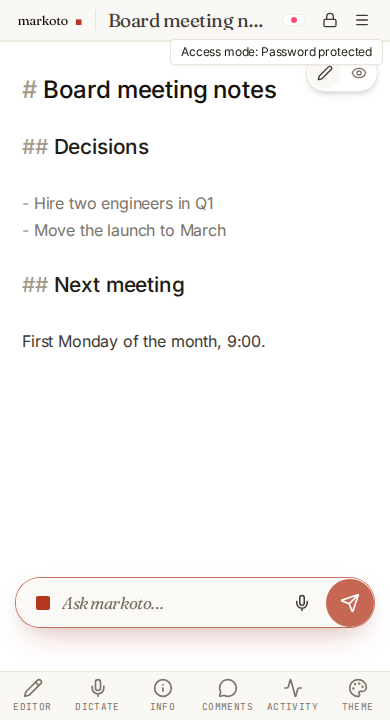 markoto
Board meeting n...
Access mode: Password protected
# Board meeting notes
## Decisions
- Hire two engineers in Q1
- Move the launch to March
## Next meeting
First Monday of the month, 9:00.
Ask markoto...
EDITOR
DICTATE
INFO
COMMENTS
ACTIVITY
THEME